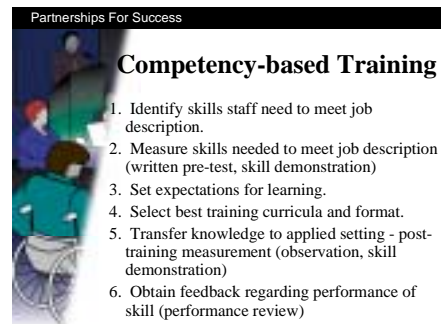 Partnerships For Success
Competency-based Training
1. Identify skills staff need to meet job
description.
2. Measure skills needed to meet job description
(written pre-test, skill demonstration)
3. Set expectations for learning.
4. Select best training curricula and format.
5. Transfer knowledge to applied setting - post-
training measurement (observation, skill
demonstration)
6. Obtain feedback regarding performance of
skill (performance review)